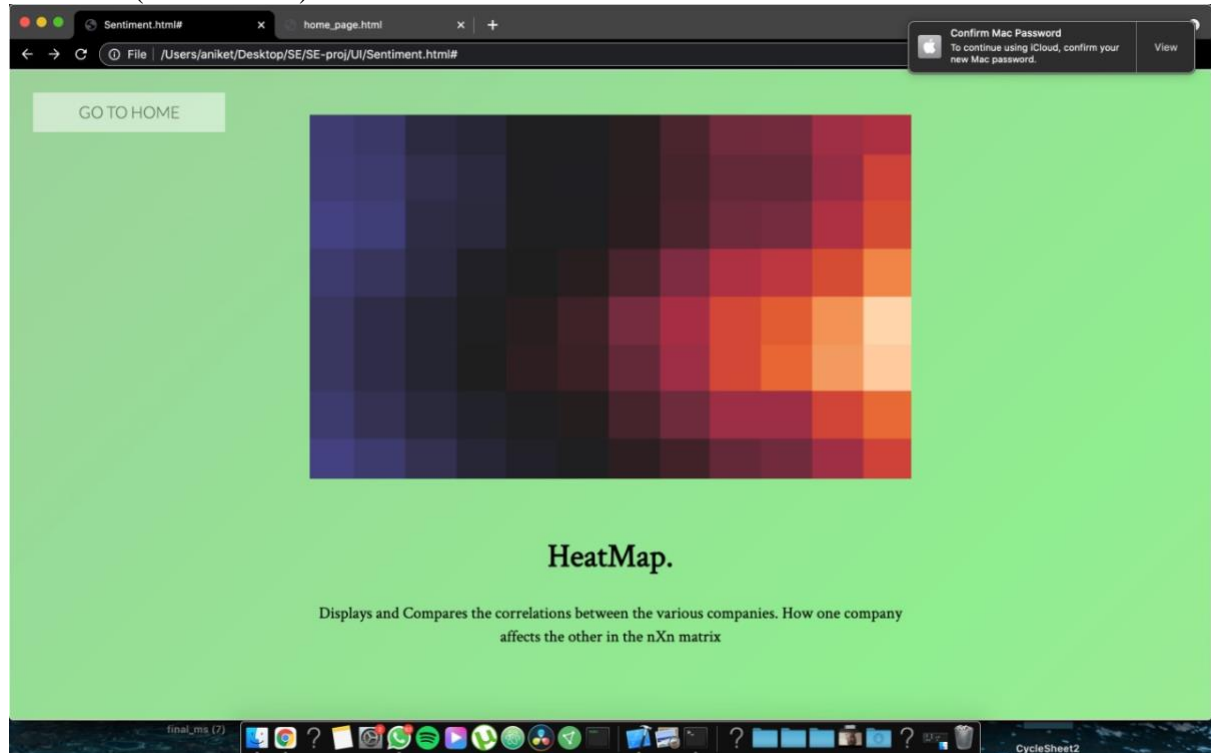 Sentiment.html#
home_page.html
File /Users/aniket/Desktop/SE/SE-proj/UI/Sentiment.html#
Confirm Mac Password
To continue using iCloud, confirm your
new Mac password.
View
GO TO HOME
HeatMap.
Displays and Compares the correlations between the various companies. How one company
affects the other in the nXn matrix
final_ms (7)
CycleSheet2